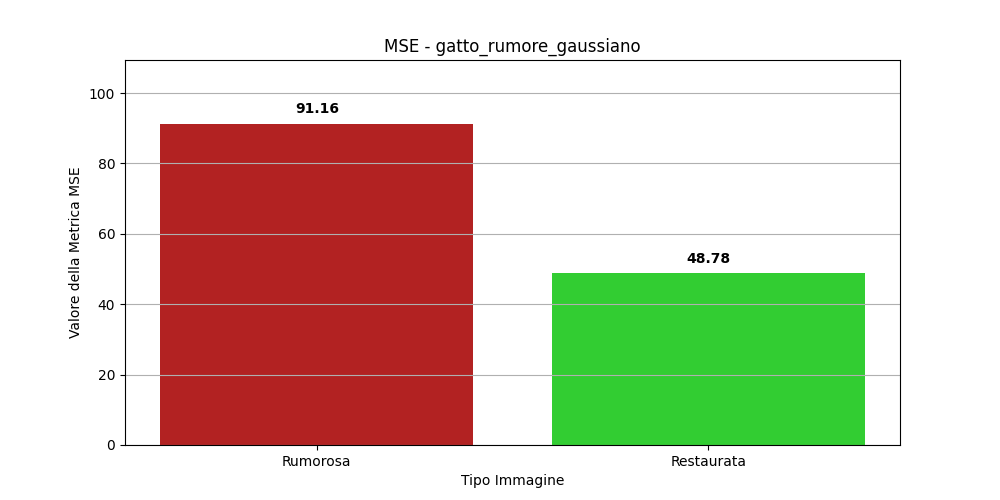 MSE - gatto_rumore_gaussiano
Valore della Metrica MSE
100
80
60
40
20
0
91.16
48.78
Rumorosa
Restaurata
Tipo Immagine